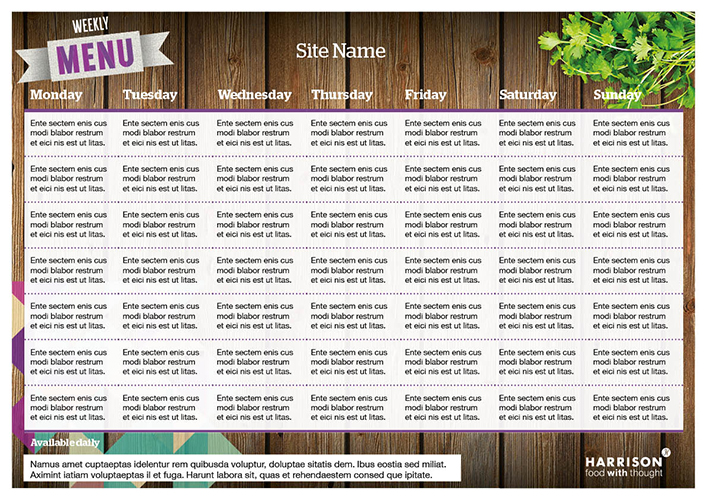 WEEKLY
MENU
Site Name
Monday Tuesday Wednesday Thursday Friday Saturday Sunday
Ente sectem enis cus Ente sectem enis cus Ente sectem enis cus Ente sectem enis cus Ente sectem enis cus Ente sectem enis cus Ente sectem enis cus
modi blabor restrum modi blabor restrum modi blabor restrum modi blabor restrum modi blabor restrum modi blabor restrum modi blabor restrum
et eici nis est ut litas. et eici nis est ut litas. et eici nis est ut litas. et eici nis est ut litas. et eici nis est ut litas. et eici nis est ut litas. et eici nis est ut litas.
Ente sectem enis cus Ente sectem enis cus Ente sectem enis cus Ente sectem enis cus Ente sectem enis cus Ente sectem enis cus Ente sectem enis cus
modi blabor restrum modi blabor restrum modi blabor restrum modi blabor restrum modi blabor restrum modi blabor restrum modi blabor restrum
et eici nis est ut litas. et eici nis est ut litas. et eici nis est ut litas. et eici nis est ut litas. et eici nis est ut litas. et eici nis est ut litas. et eici nis est ut litas.
Ente sectem enis cus Ente sectem enis cus Ente sectem enis cus Ente sectem enis cus Ente sectem enis cus Ente sectem enis cus Ente sectem enis cus
modi blabor restrum modi blabor restrum modi blabor restrum modi blabor restrum modi blabor restrum modi blabor restrum modi blabor restrum
et eici nis est ut litas. et eici nis est ut litas. et eici nis est ut litas. et eici nis est ut litas. et eici nis est ut litas. et eici nis est ut litas. et eici nis est ut litas.
Ente sectem enis cus Ente sectem enis cus Ente sectem enis cus Ente sectem enis cus Ente sectem enis cus Ente sectem enis cus Ente sectem enis cus
modi blabor restrum modi blabor restrum modi blabor restrum modi blabor restrum modi blabor restrum modi blabor restrum modi blabor restrum
et eici nis est ut litas. et eici nis est ut litas. et eici nis est ut litas. et eici nis est ut litas. et eici nis est ut litas. et eici nis est ut litas. et eici nis est ut litas.
Ente sectem enis cus Ente sectem enis cus Ente sectem enis cus Ente sectem enis cus Ente sectem enis cus Ente sectem enis cus Ente sectem enis cus
modi blabor restrum modi blabor restrum modi blabor restrum modi blabor restrum modi blabor restrum modi blabor restrum modi blabor restrum
et eici nis est ut litas. et eici nis est ut litas. et eici nis est ut litas. et eici nis est ut litas. et eici nis est ut litas. et eici nis est ut litas. et eici nis est ut litas.
Ente sectem enis cus Ente sectem enis cus Ente sectem enis cus Ente sectem enis cus Ente sectem enis cus Ente sectem enis cus Ente sectem enis cus
modi blabor restrum modi blabor restrum modi blabor restrum modi blabor restrum modi blabor restrum modi blabor restrum modi blabor restrum
et eici nis est ut litas. et eici nis est ut litas. et eici nis est ut litas. et eici nis est ut litas. et eici nis est ut litas. et eici nis est ut litas. et eici nis est ut litas.
Ente sectem enis cus Ente sectem enis cus Ente sectem enis cus Ente sectem enis cus Ente sectem enis cus Ente sectem enis cus Ente sectem enis cus
modi blabor restrum modi blabor restrum modi blabor restrum modi blabor restrum modi blabor restrum modi blabor restrum modi blabor restrum
et eici nis est ut litas. et eici nis est ut litas. et eici nis est ut litas. et eici nis est ut litas. et eici nis est ut litas. et eici nis est ut litas. et eici nis est ut litas.
Available daily
Namus amet cuptaeptas idelentur rem quibusda voluptur, doluptae sitatis dem. Ibus eostia sed miliat.
Aximint iatiam voluptaeptas il et fuga. Harunt labora sit, quas et rehendaestem consed que ipitate.
HARRISON
food with thought